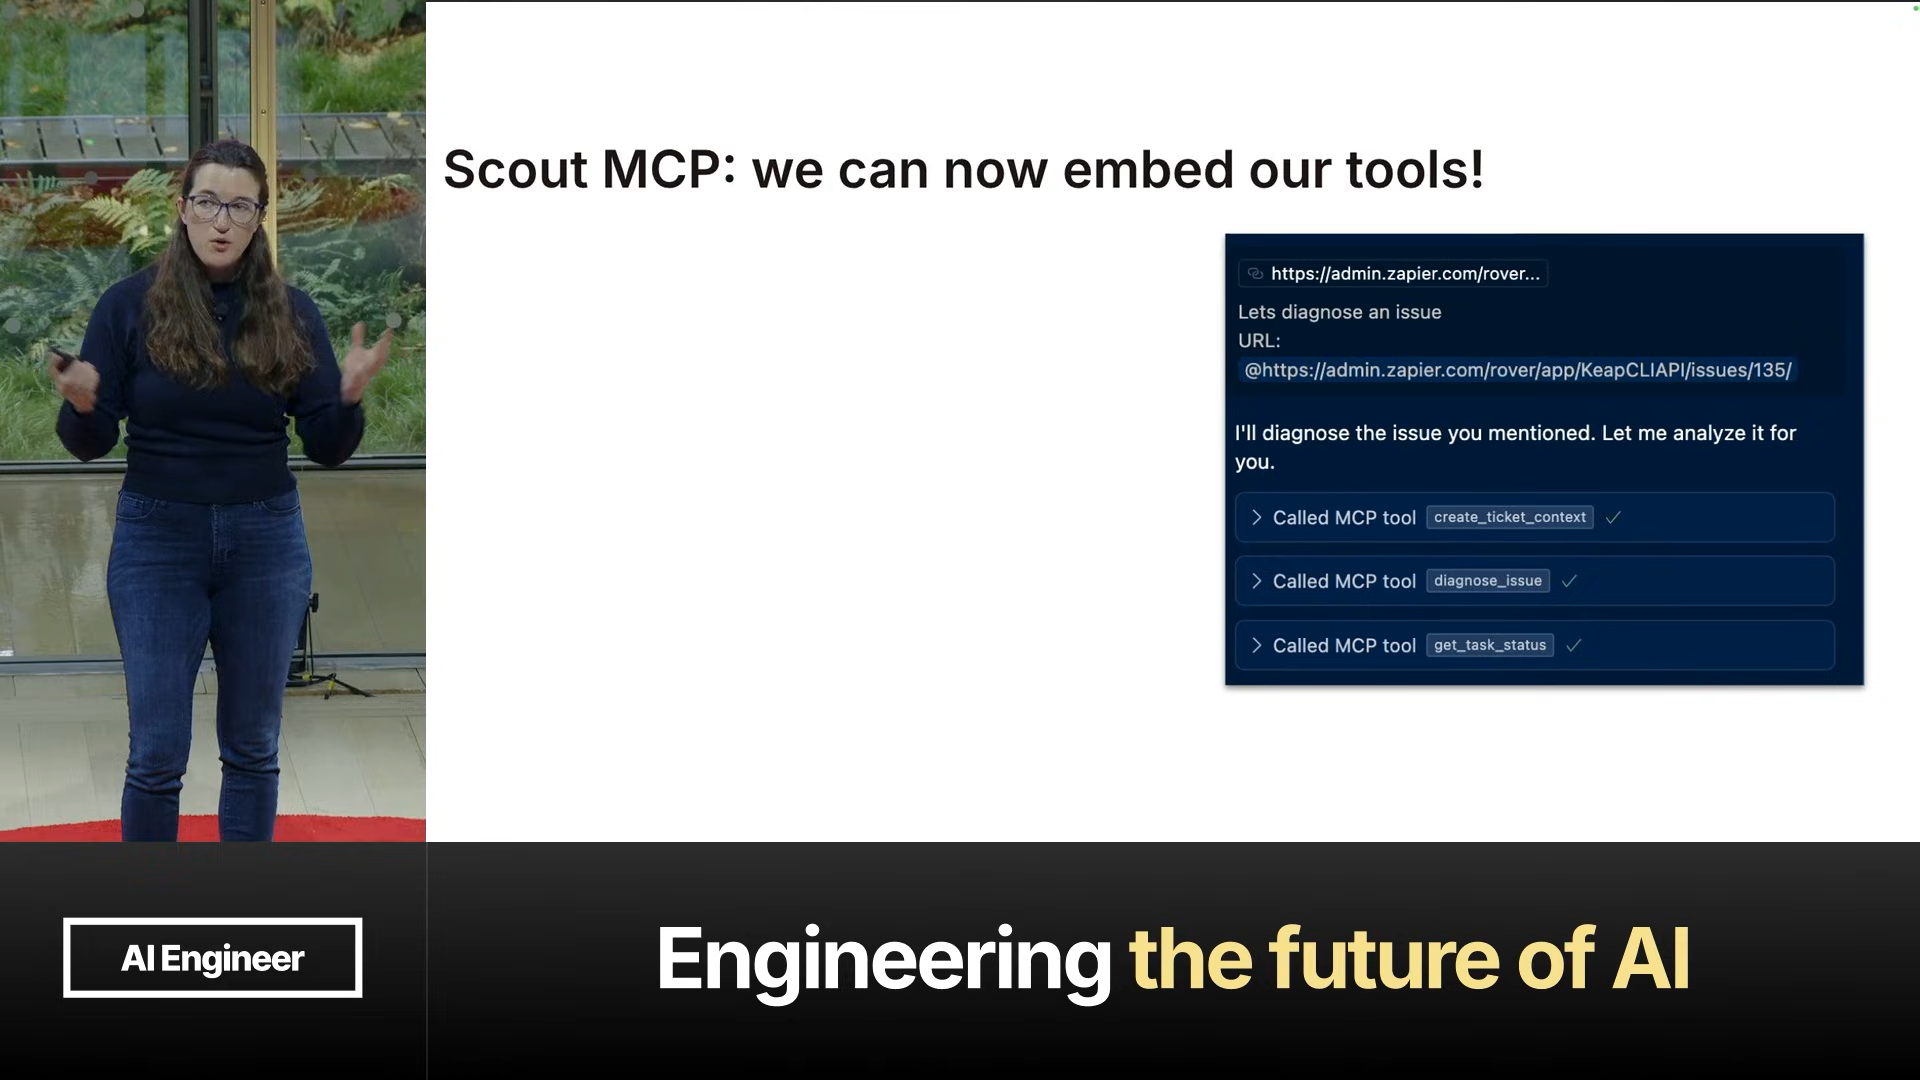 Scout MCP: we can now embed our tools!
https://admin.zapier.com/rover...
Lets diagnose an issue
URL:
@https://admin.zapier.com/rover/app/KeapCLIAPI/issues/135/
I'll diagnose the issue you mentioned. Let me analyze it for
you.
Called MCP tool create_ticket_context
Called MCP tool diagnose_issue
Called MCP tool get_task_status
AI Engineer
Engineering the future of AI